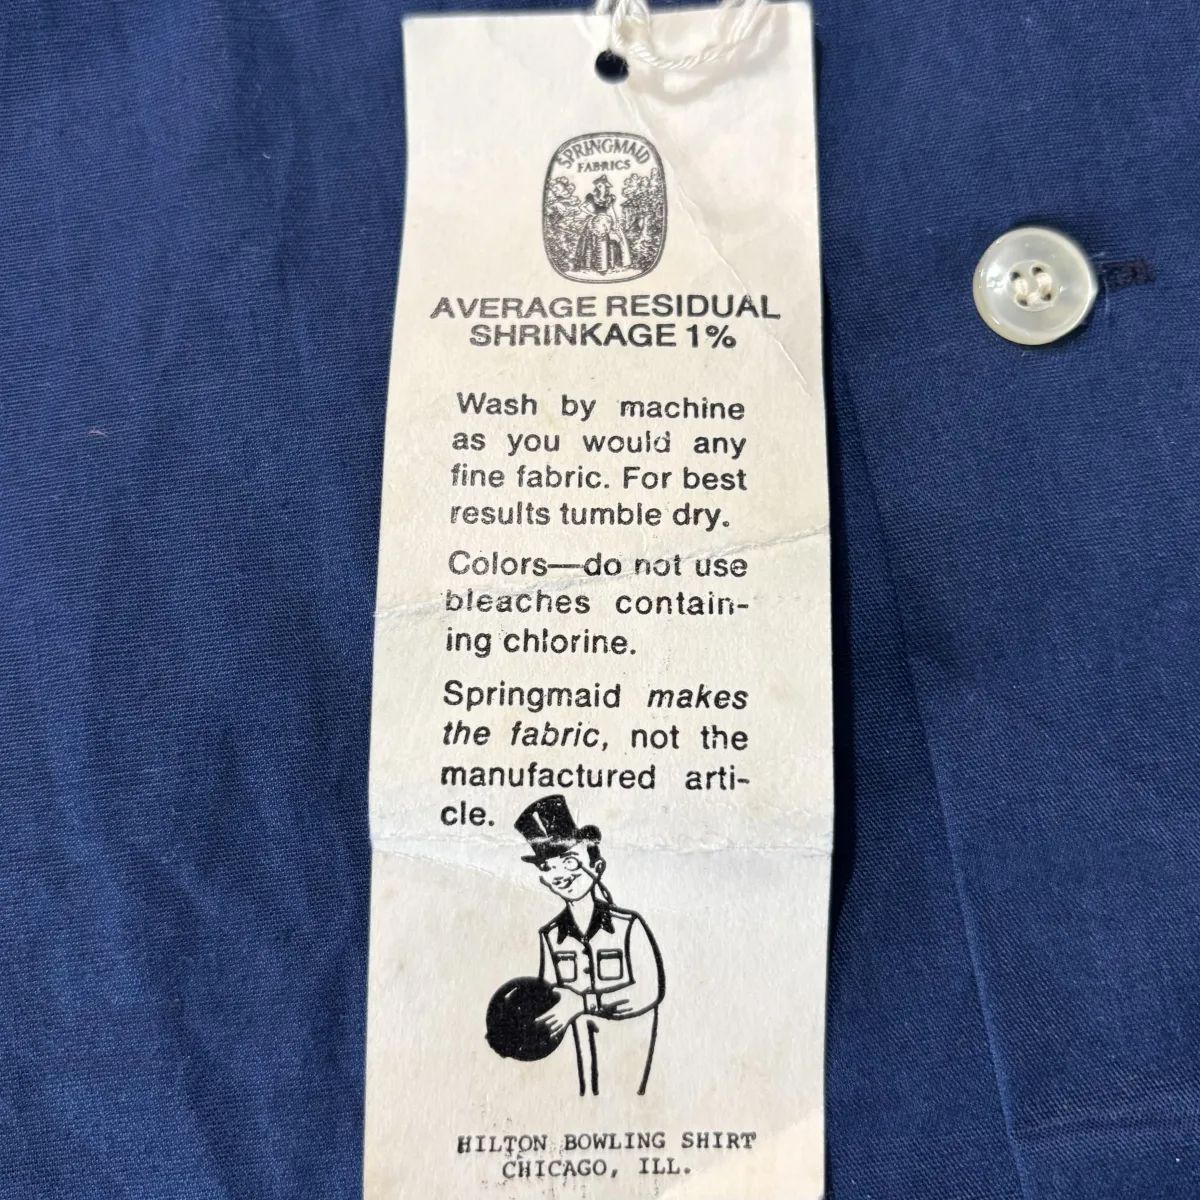 SPRINGMAID
FABRICS
AVERAGE RESIDUAL
SHRINKAGE 1%
Wash by machine
as you would any
fine fabric. For best
results tumble dry.
Colors—do not use
bleaches contain-
ing chlorine.
Springmaid makes
the fabric, not the
manufactured arti-
cle.
HILTON BOWLING SHIRT
CHICAGO, ILL.